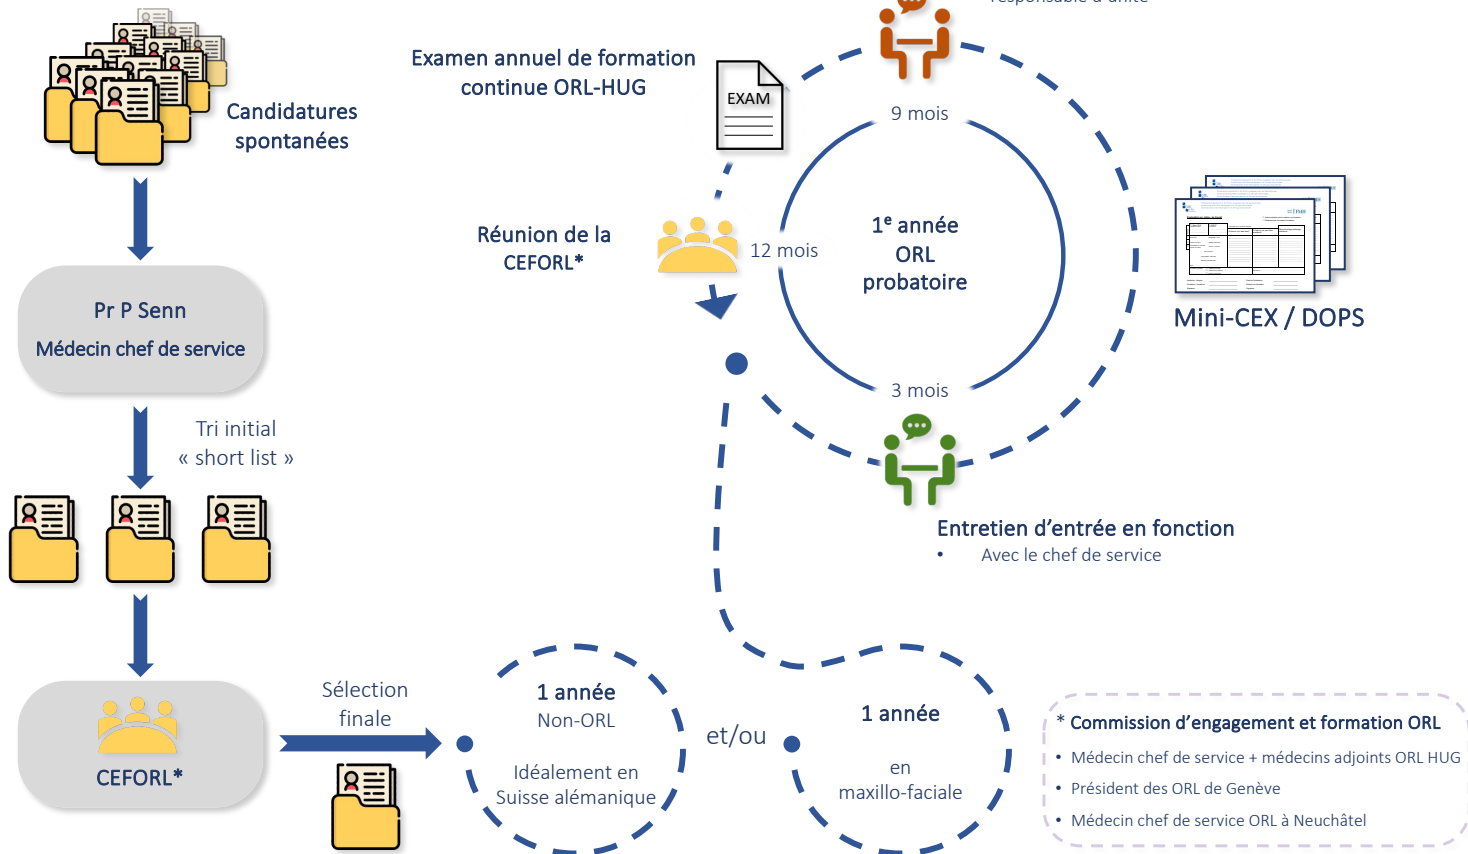 responsable d'unité
Examen annuel de formation
continue ORL-HUG
EXAM
Candidatures
spontanées
9 mois
Réunion de la
CEFORL*
12 mois
1e année
ORL
probatoire
Mini-CEX / DOPS
Pr P Senn
Médecin chef de service
3 mois
Tri initial
« short list »
Entretien d’entrée en fonction
• Avec le chef de service
Sélection
finale
CEFORL*
1 année
Non-ORL
Idéalement en
Suisse alémanique
et/ou
1 année
en
maxillo-faciale
* Commission d’engagement et formation ORL
• Médecin chef de service + médecins adjoints ORL HUG
• Président des ORL de Genève
• Médecin chef de service ORL à Neuchâtel